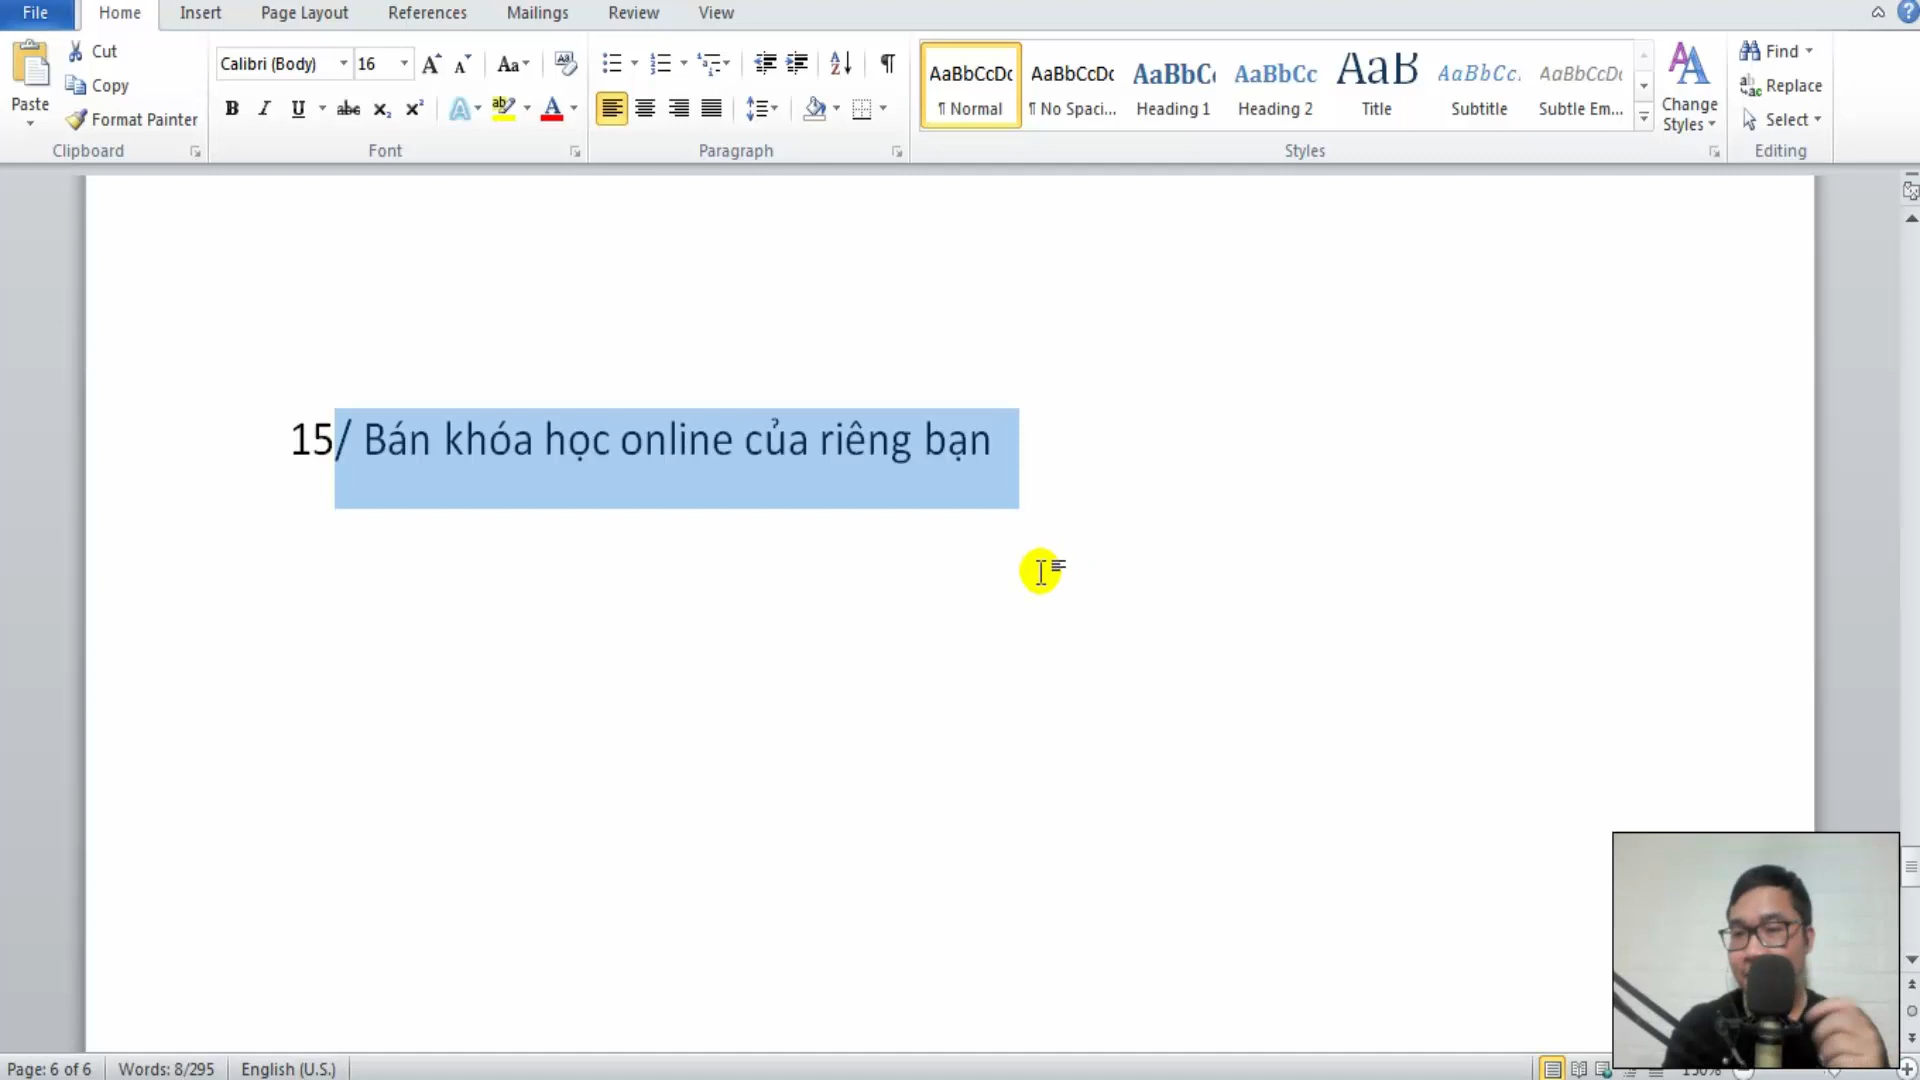 File Home Insert Page Layout References Mailings Review View
Paste
Cut
Copy
Format Painter
Clipboard
Calibri (Body) 16
Font
Paragraph
AaBbCcDc AaBbCcDc AaBbC AaBbCc AaB AaBbCc. AaBbCcDc
¶ Normal ¶ No Spaci... Heading 1 Heading 2 Title Subtitle Subtle Em...
Styles
Change Styles
Find
Replace
Select
Editing
15/ Bán khóa học online của riêng bạn
Page: 6 of 6 Words: 8/295 English (U.S.) 150%